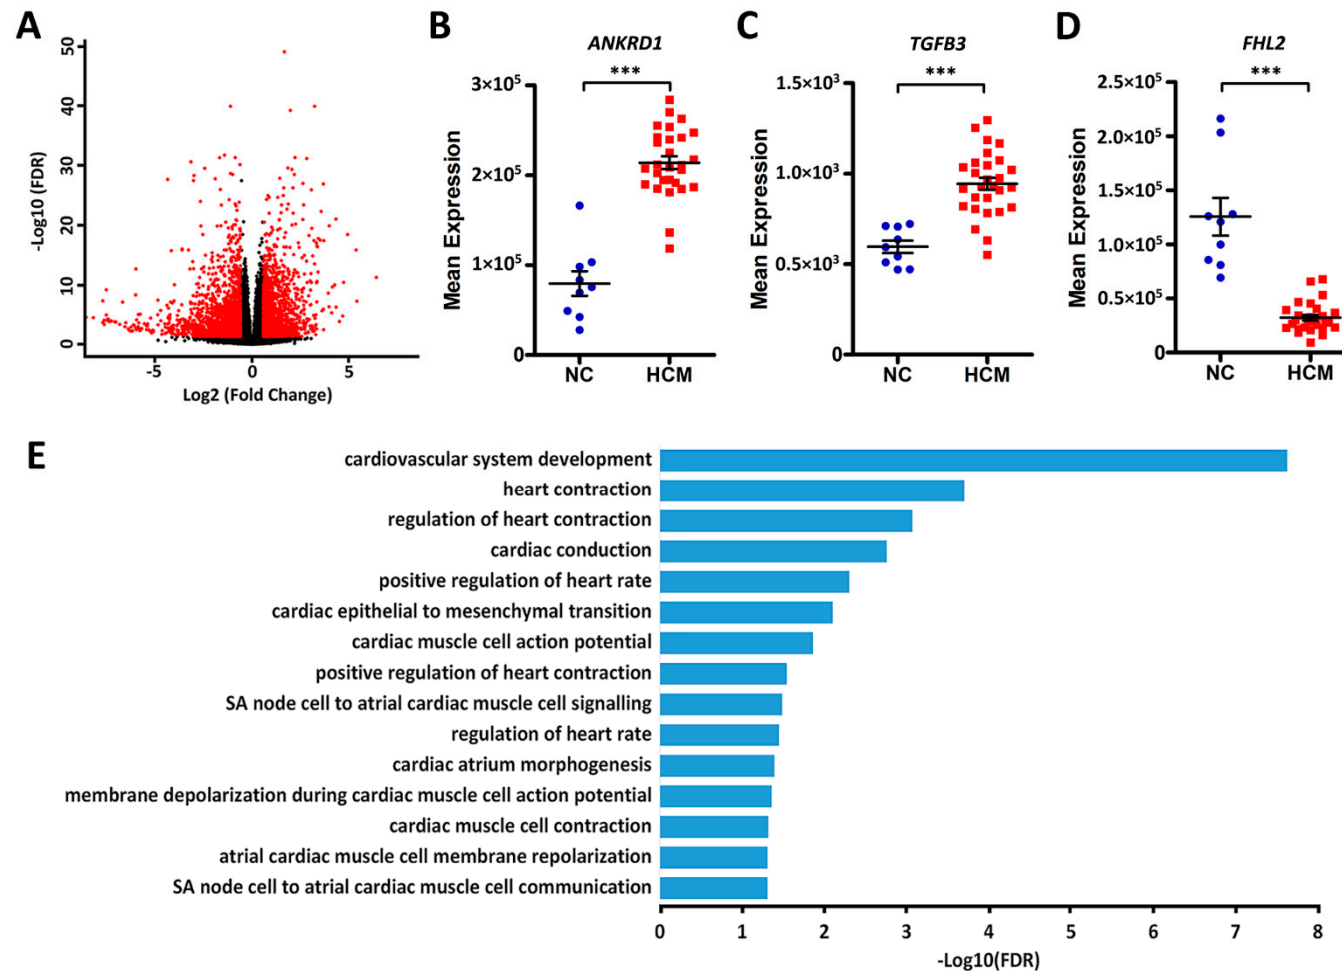 A
50
40
30
20
10
0
-Log10 (FDR)
-5
0
5
Log2 (Fold Change)
B
ANKRD1
***
3×10⁵
2×10⁵
1×10⁵
0
Mean Expression
NC
HCM
C
TGFB3
***
1.5×10³
1.0×10³
0.5×10³
0
Mean Expression
NC
HCM
D
FHL2
***
2.5×10⁵
2.0×10⁵
1.5×10⁵
1.0×10⁵
0.5×10⁵
0
Mean Expression
NC
HCM
E
cardiovascular system development
heart contraction
regulation of heart contraction
cardiac conduction
positive regulation of heart rate
cardiac epithelial to mesenchymal transition
cardiac muscle cell action potential
positive regulation of heart contraction
SA node cell to atrial cardiac muscle cell signalling
regulation of heart rate
cardiac atrium morphogenesis
membrane depolarization during cardiac muscle cell action potential
cardiac muscle cell contraction
atrial cardiac muscle cell membrane repolarization
SA node cell to atrial cardiac muscle cell communication
0 1 2 3 4 5 6 7 8
-Log10(FDR)